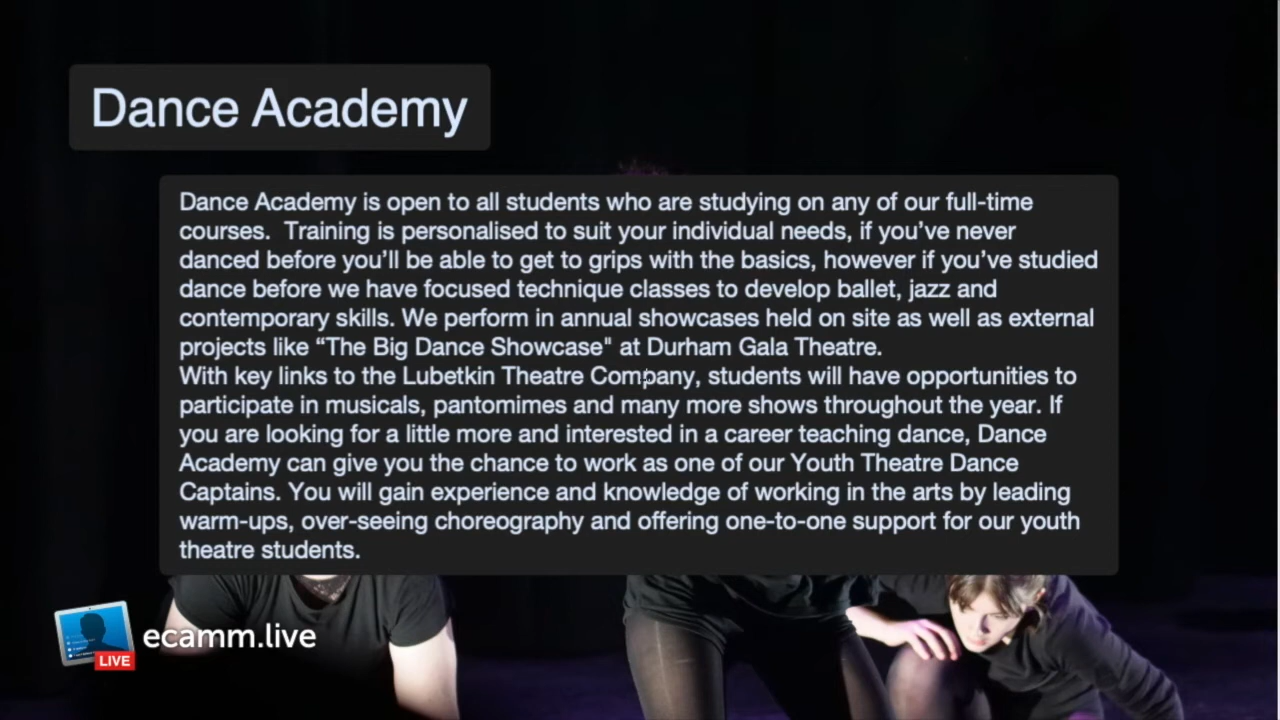 Dance Academy
Dance Academy is open to all students who are studying on any of our full-time
courses.  Training is personalised to suit your individual needs, if you’ve never
danced before you’ll be able to get to grips with the basics, however if you’ve studied
dance before we have focused technique classes to develop ballet, jazz and
contemporary skills. We perform in annual showcases held on site as well as external
projects like “The Big Dance Showcase" at Durham Gala Theatre.
With key links to the Lubetkin Theatre Company, students will have opportunities to
participate in musicals, pantomimes and many more shows throughout the year. If
you are looking for a little more and interested in a career teaching dance, Dance
Academy can give you the chance to work as one of our Youth Theatre Dance
Captains. You will gain experience and knowledge of working in the arts by leading
warm-ups, over-seeing choreography and offering one-to-one support for our youth
theatre students.
ecamm.live
LIVE